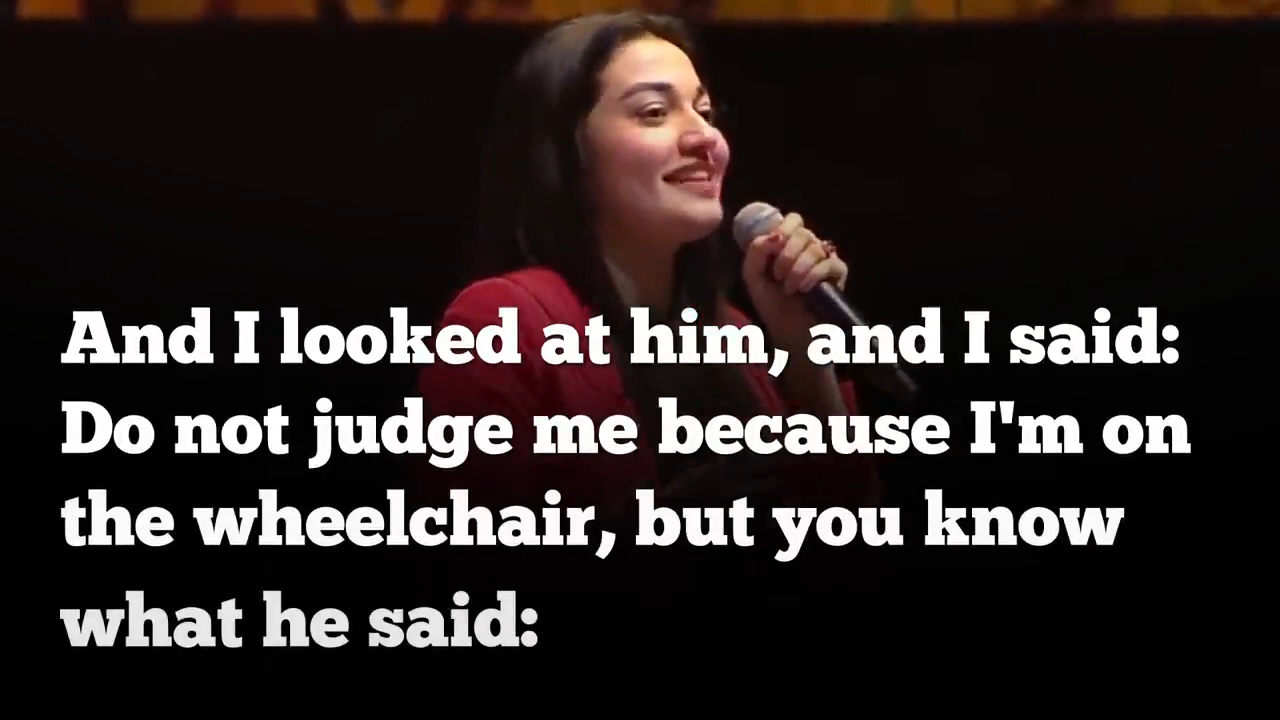 And I looked at him, and I said:
Do not judge me because I'm on
the wheelchair, but you know
what he said: